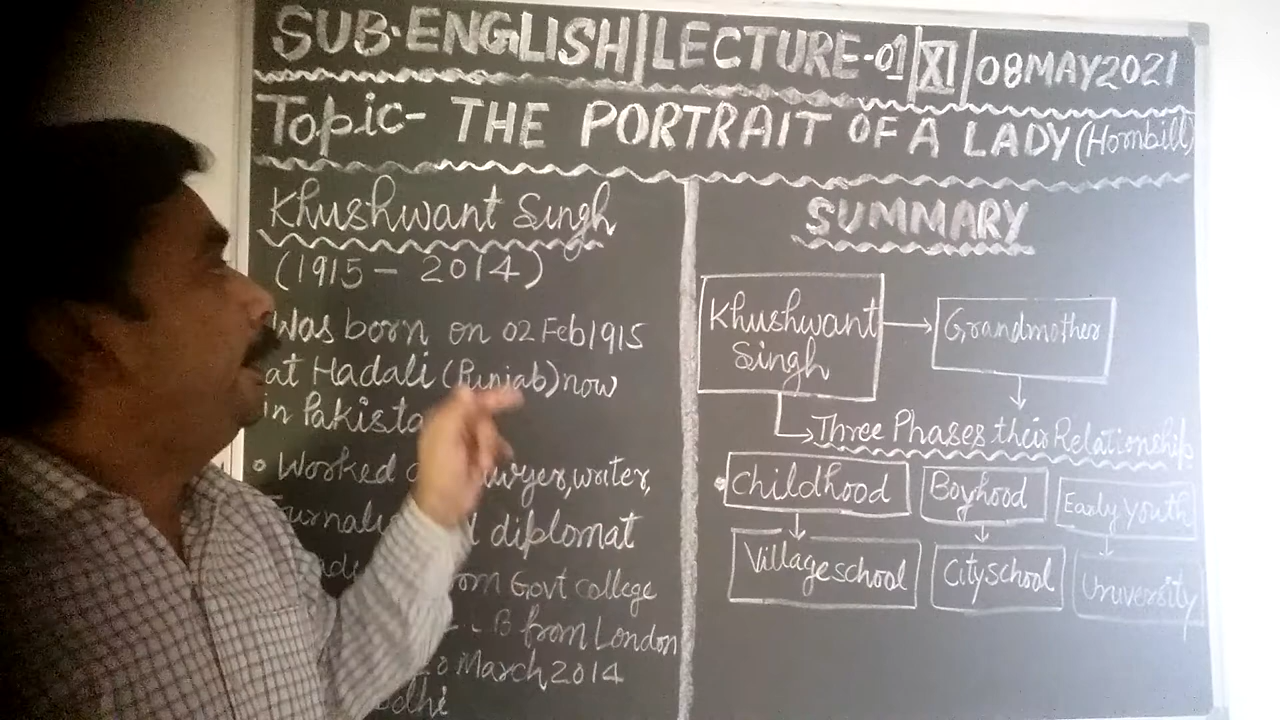 SUB·ENGLISH|LECTURE-01|XI|08MAY2021
Topic- THE PORTRAIT OF A LADY (Hornbill)
Khushwant Singh
(1915 - 2014)
Was born on 02 Feb 1915
at Hadali (Punjab) now
in
• Worked writer,
diplomat
Govt college
B from London
March 2014
SUMMARY
Khushwant
Singh
Grandmother
Three Phases their Relationship
• Childhood
Boyhood
Early Youth
Village school
City school
University